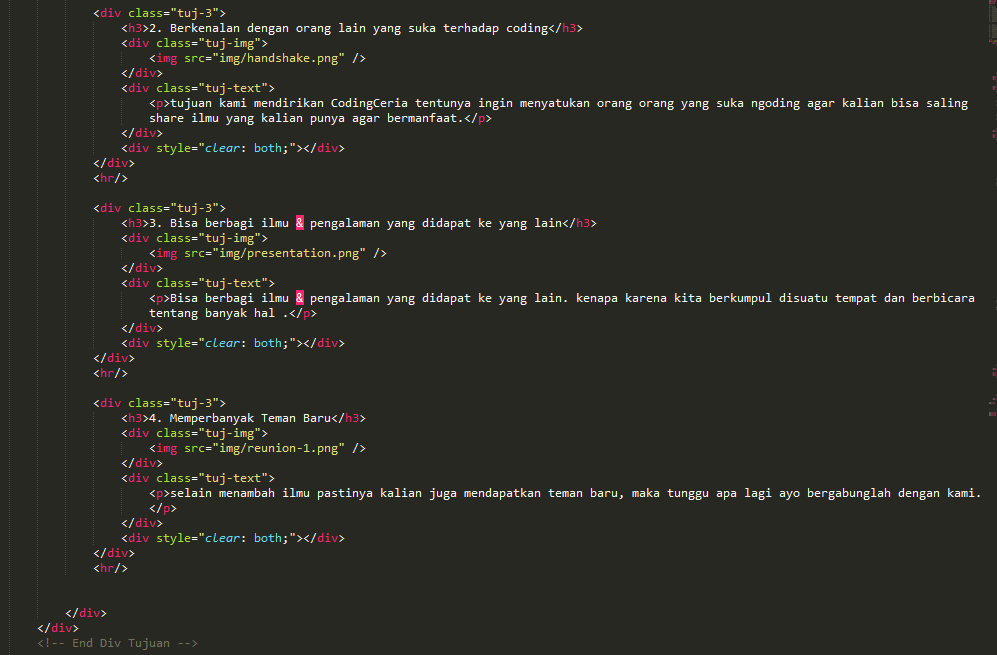 <div class="tuj-3">
<h3>2. Berkenalan dengan orang lain yang suka terhadap coding</h3>
<div class="tuj-img">
<img src="img/handshake.png" />
</div>
<div class="tuj-text">
<p>tujuan kami mendirikan CodingCeria tentunya ingin menyatukan orang orang yang suka ngoding agar kalian bisa saling
share ilmu yang kalian punya agar bermanfaat.</p>
</div>
<div style="clear: both;"></div>
</div>
<hr/>
<div class="tuj-3">
<h3>3. Bisa berbagi ilmu & pengalaman yang didapat ke yang lain</h3>
<div class="tuj-img">
<img src="img/presentation.png" />
</div>
<div class="tuj-text">
<p>Bisa berbagi ilmu & pengalaman yang didapat ke yang lain. kenapa karena kita berkumpul disuatu tempat dan berbicara
tentang banyak hal .</p>
</div>
<div style="clear: both;"></div>
</div>
<hr/>
<div class="tuj-3">
<h3>4. Memperbanyak Teman Baru</h3>
<div class="tuj-img">
<img src="img/reunion-1.png" />
</div>
<div class="tuj-text">
<p>selain menambah ilmu pastinya kalian juga mendapatkan teman baru, maka tunggu apa lagi ayo bergabunglah dengan kami.
</p>
</div>
<div style="clear: both;"></div>
</div>
<hr/>
</div>
</div>
<!-- End Div Tujuan -->